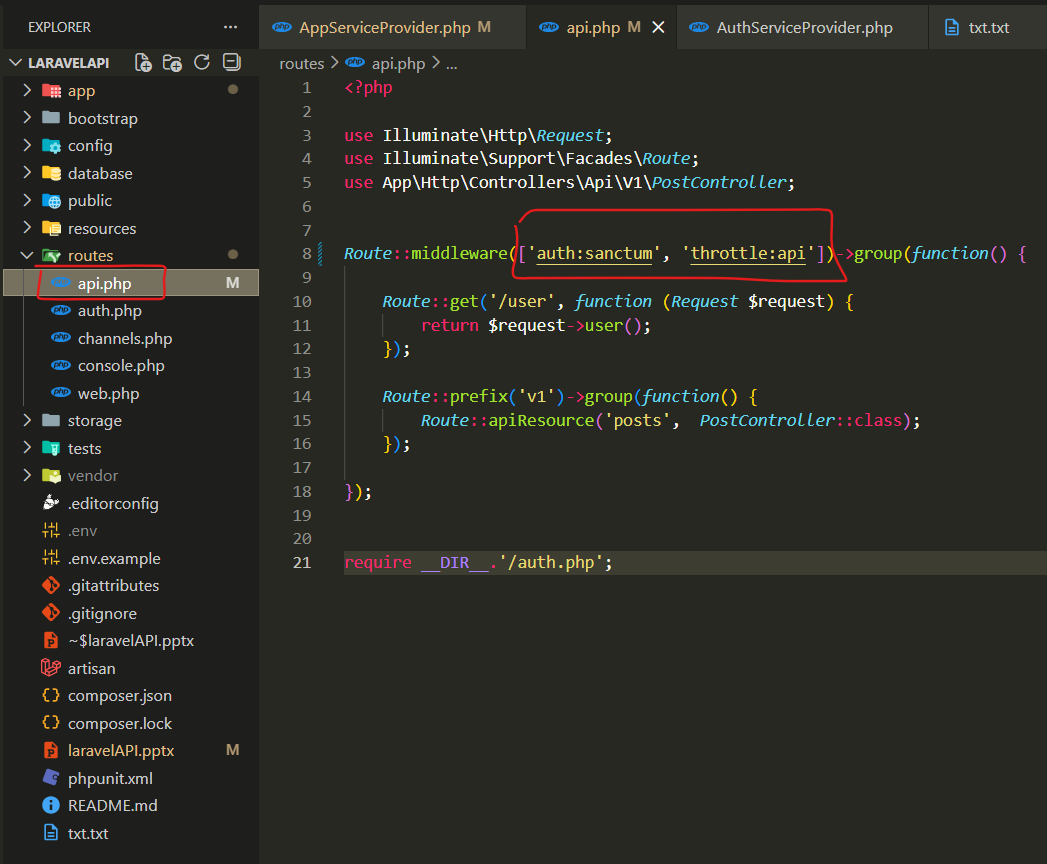 EXPLORER ...
AppServiceProvider.php M
api.php M
AuthServiceProvider.php
txt.txt
LARAVELAPI
routes > api.php > ...
app
bootstrap
config
database
public
resources
routes
api.php M
auth.php
channels.php
console.php
web.php
storage
tests
vendor
.editorconfig
.env
.env.example
.gitattributes
.gitignore
~$laravelAPI.pptx
artisan
composer.json
composer.lock
laravelAPI.pptx M
phpunit.xml
README.md
txt.txt
1 <?php
2
3 use Illuminate\Http\Request;
4 use Illuminate\Support\Facades\Route;
5 use App\Http\Controllers\Api\V1\PostController;
6
7
8 Route::middleware(['auth:sanctum', 'throttle:api'])->group(function() {
9
10 Route::get('/user', function (Request $request) {
11 return $request->user();
12 });
13
14 Route::prefix('v1')->group(function() {
15 Route::apiResource('posts', PostController::class);
16 });
17
18 });
19
20
21 require __DIR__.'/auth.php';